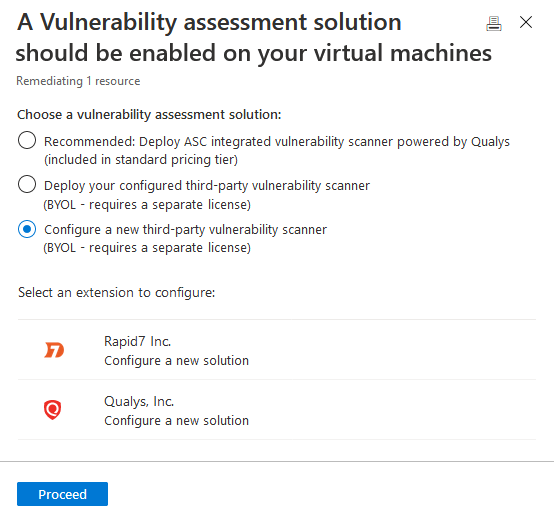 A Vulnerability assessment solution
should be enabled on your virtual machines
Remediating 1 resource
Choose a vulnerability assessment solution:
Recommended: Deploy ASC integrated vulnerability scanner powered by Qualys
(included in standard pricing tier)
Deploy your configured third-party vulnerability scanner
(BYOL - requires a separate license)
Configure a new third-party vulnerability scanner
(BYOL - requires a separate license)
Select an extension to configure:
Rapid7 Inc.
Configure a new solution
Qualys, Inc.
Configure a new solution
Proceed